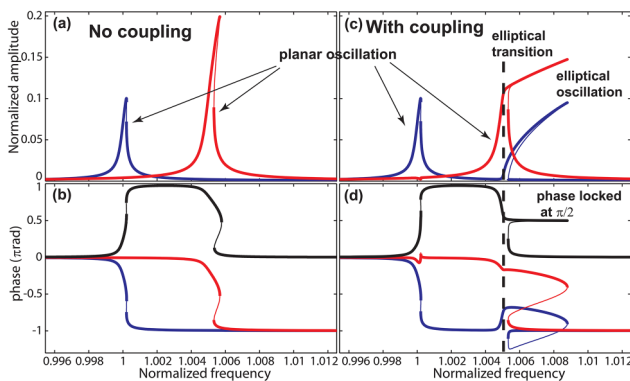 (a) No coupling
(c) With coupling
0.2
0.15
0.1
0.05
0
Normalized amplitude
planar oscillation
elliptical
transition
elliptical
oscillation
(b)
(d)
1
0.5
0
-0.5
-1
phase (πrad)
phase locked
at π/2
0.996 0.998 1 1.002 1.004 1.006 1.008 1.01 1.012
0.996 0.998 1 1.002 1.004 1.006 1.008 1.01 1.012
Normalized frequency
Normalized frequency